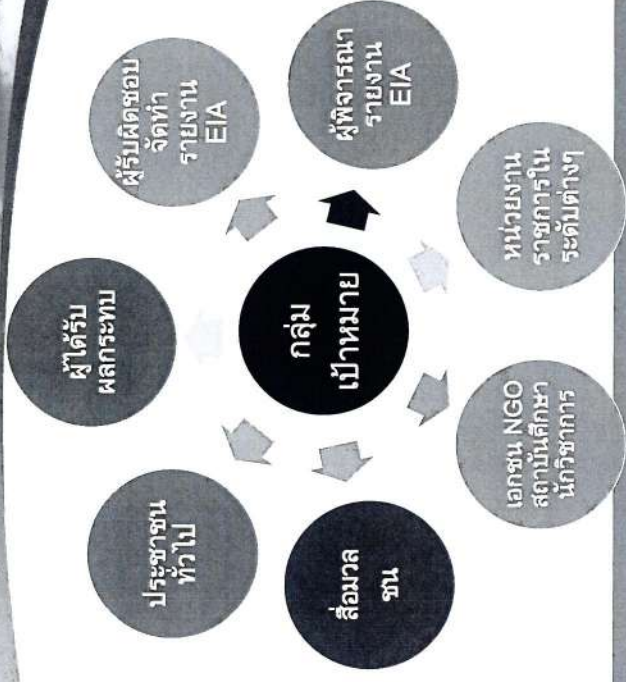 ผู้ได้รับ
ผลกระทบ
ผู้รับผิดชอบ
จัดทำ
รายงาน
EIA
ผู้พิจารณา
รายงาน
EIA
หน่วยงาน
ราชการใน
ระดับต่างๆ
เอกชน NGO
สถาบันศึกษา
นักวิชาการ
สื่อมวล
ชน
ประชาชน
ทั่วไป
กลุ่ม
เป้าหมาย